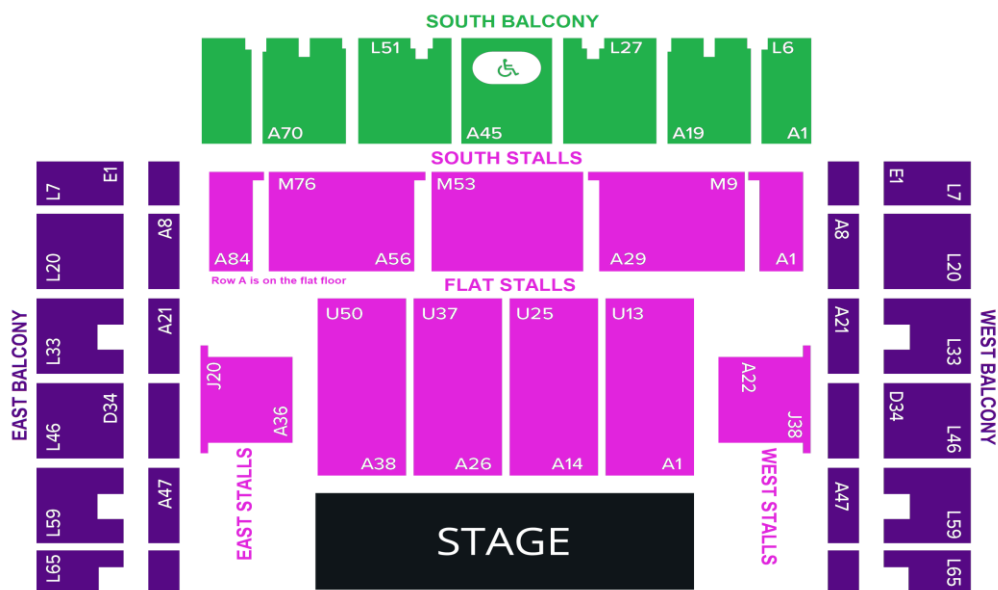 SOUTH BALCONY
L51 L27 L6
A70 A45 A19 A1
SOUTH STALLS
M76 M53 M9
A84 A56 A29 A1
Row A is on the flat floor
FLAT STALLS
U50 U37 U25 U13
A38 A26 A14 A1
STAGE
EAST BALCONY
L7 E1
A8
L20
A21
L33
D34
L46
A47
L59
L65
J20
A36
EAST STALLS
A22
J38
WEST STALLS
E1 L7
A8
L20
A21
L33
D34
L46
A47
L59
L65
WEST BALCONY